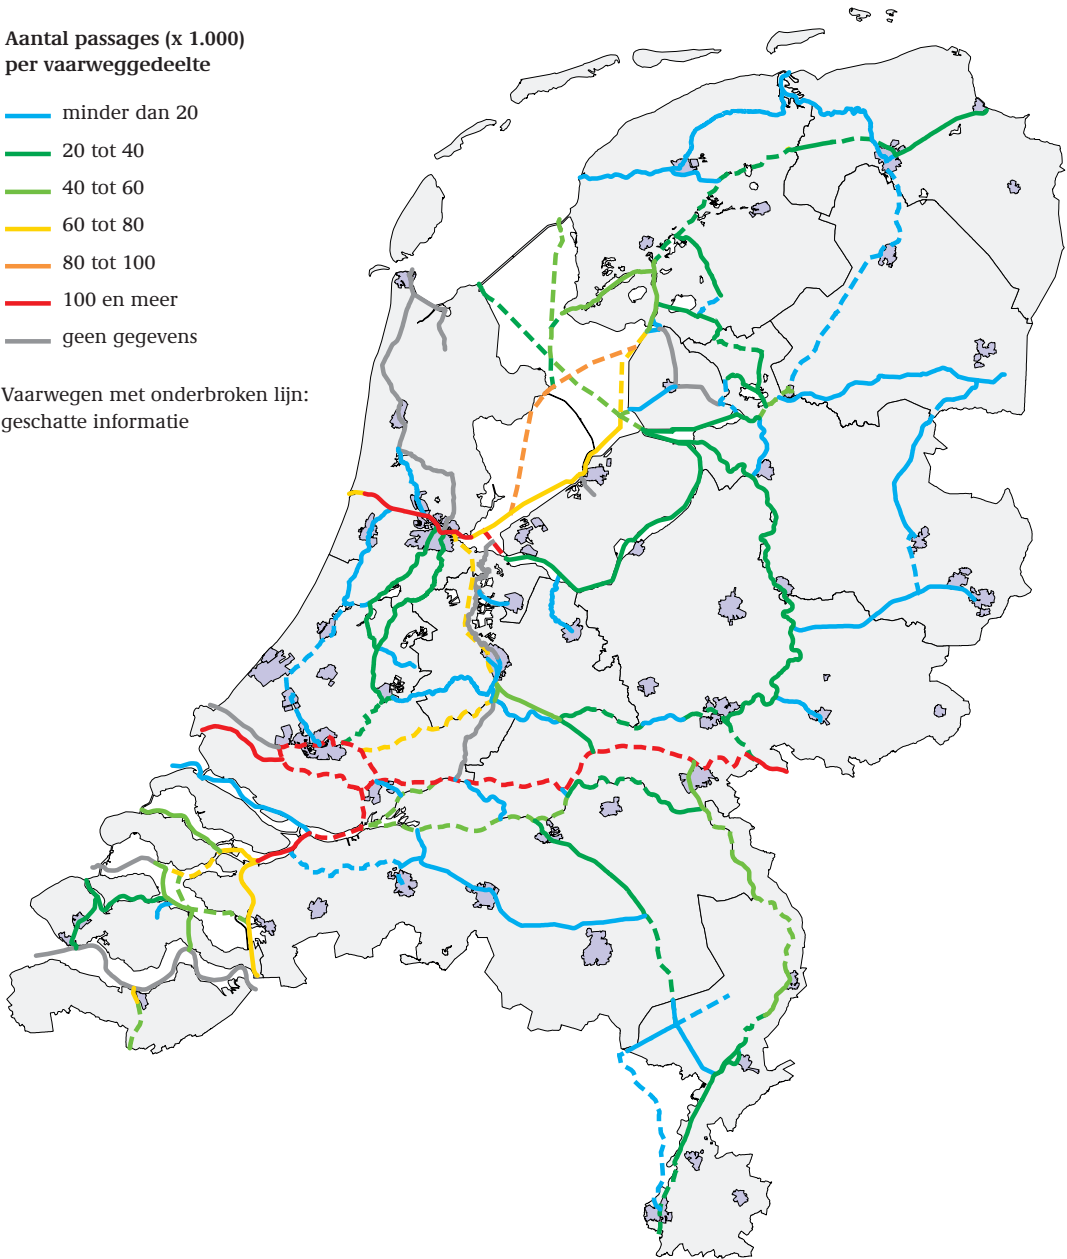 Aantal passages (x 1.000)
per vaarweggedeelte
minder dan 20
20 tot 40
40 tot 60
60 tot 80
80 tot 100
100 en meer
geen gegevens
Vaarwegen met onderbroken lijn:
geschatte informatie